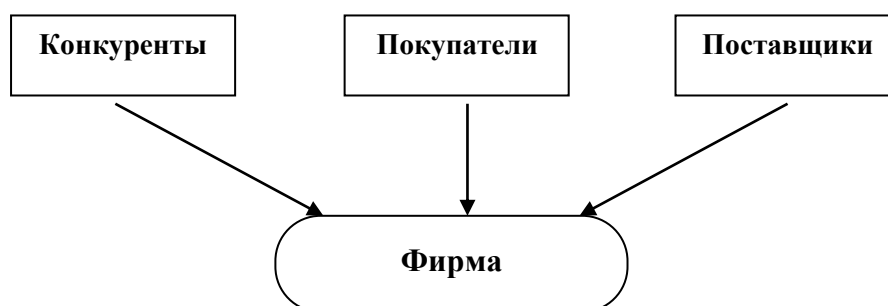 Конкуренты
Покупатели
Поставщики
Фирма